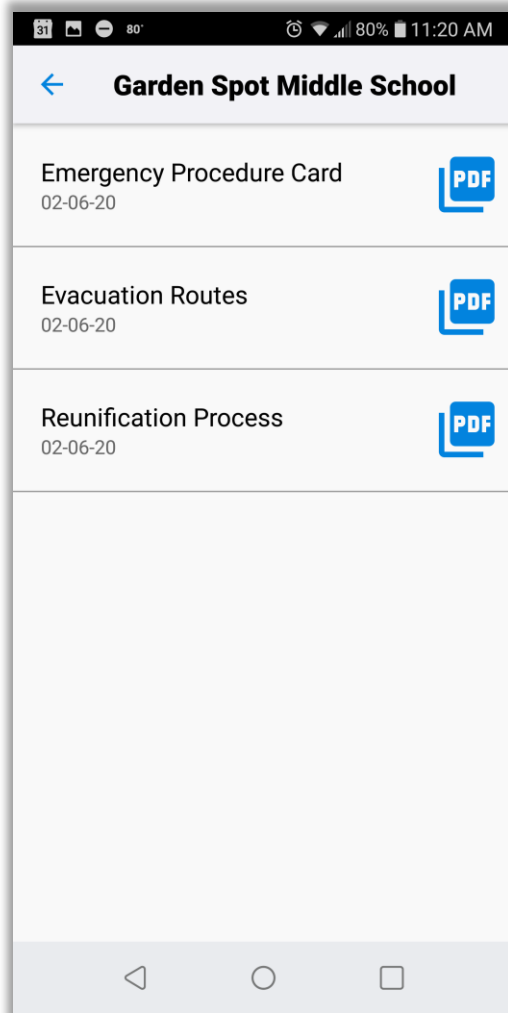 31 80° 80% 11:20 AM
Garden Spot Middle School
Emergency Procedure Card
02-06-20
PDF
Evacuation Routes
02-06-20
PDF
Reunification Process
02-06-20
PDF